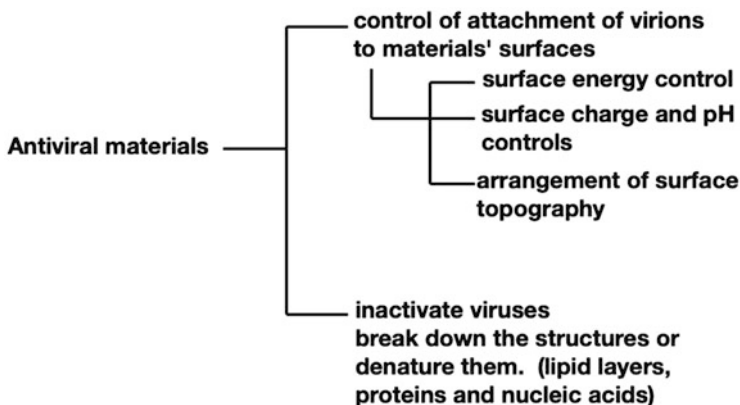 control of attachment of virions
to materials' surfaces
surface energy control
surface charge and pH
controls
Antiviral materials
arrangement of surface
topography
inactivate viruses
break down the structures or
denature them. (lipid layers,
proteins and nucleic acids)